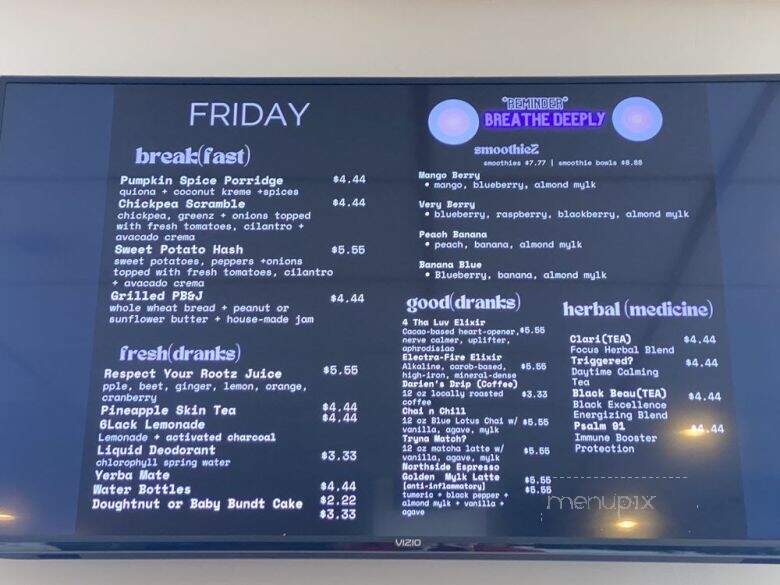 FRIDAY
break(fast)
Pumpkin Spice Porridge $4.44
quiona + coconut kreme +spices
Chickpea Scramble $4.44
chickpea, greenz + onions topped
with fresh tomatoes, cilantro +
avacado crema
Sweet Potato Hash $5.55
sweet potatoes, peppers +onions
topped with fresh tomatoes, cilantro
+ avacado crema
Grilled PB&J $4.44
whole wheat bread + peanut or
sunflower butter + house-made jam
fresh(dranks)
Respect Your Rootz Juice $5.55
pple, beet, ginger, lemon, orange,
cranberry
Pineapple Skin Tea $4.44
6Lack Lemonade $4.44
Lemonade + activated charcoal
Liquid Deodorant $3.33
chlorophyll spring water
Yerba Mate
Water Bottles $4.44
Doughtnut or Baby Bundt Cake $2.22
$3.33
*REMINDER*
BREATHE DEEPLY
smoothieZ
smoothies $7.77 | smoothie bowls $8.88
Mango Berry
• mango, blueberry, almond mylk
Very Berry
• blueberry, raspberry, blackberry, almond mylk
Peach Banana
• peach, banana, almond mylk
Banana Blue
• Blueberry, banana, almond mylk
good(dranks)
4 Tha Luv Elixir
Cacao-based heart-opener, $5.55
nerve calmer, uplifter,
aphrodisiac
Electra-Fire Elixir
Alkaline, carob-based, $5.55
high-iron, mineral-dense
Darien's Drip (Coffee)
12 oz locally roasted $3.33
coffee
Chai n Chill
12 oz Blue Lotus Chai w/ $5.55
vanilla, agave, mylk
Tryna Matcha?
12 oz matcha latte w/ $5.55
vanilla, agave, mylk
Northside Espresso
Golden Mylk Latte $5.55
[anti-inflammatory] $5.55
tumeric + black pepper +
almond mylk + vanilla +
agave
herbal (medicine)
Clari(TEA) $4.44
Focus Herbal Blend
Triggered? $4.44
Daytime Calming
Tea
Black Beau(TEA) $4.44
Black Excellence
Energizing Blend
Psalm 91 $4.44
Immune Booster
Protection
menupix
VIZIO